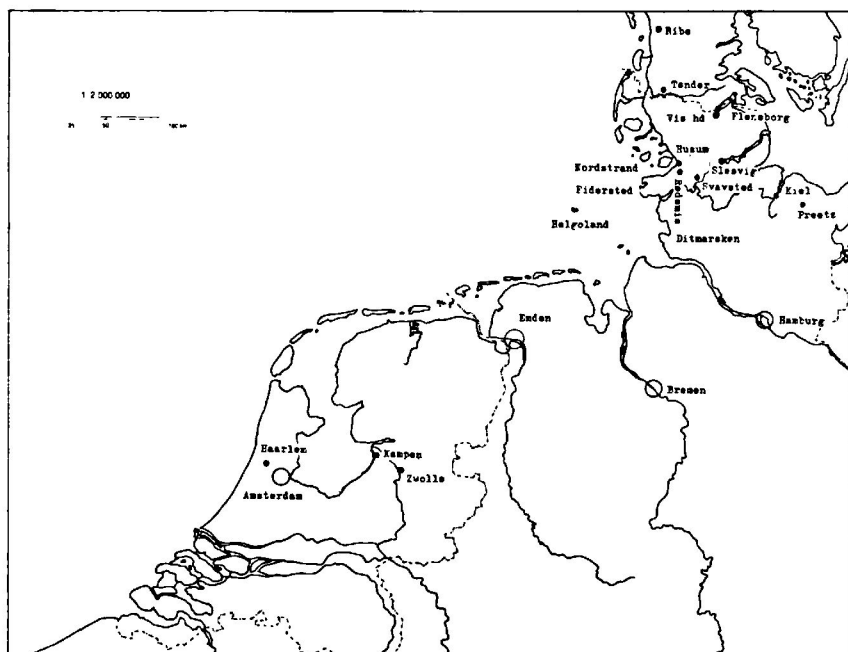 Ribe
1:2 000 000
Tønder
Vis hd
Flensborg
Husum
Nordstrand
Slesvig
Svavsted
Kiel
Fidersted
Rødemis
Preetz
Helgoland
Ditmarsken
Emden
Hamburg
Bremen
Haarlem
Kampen
Zwolle
Amsterdam